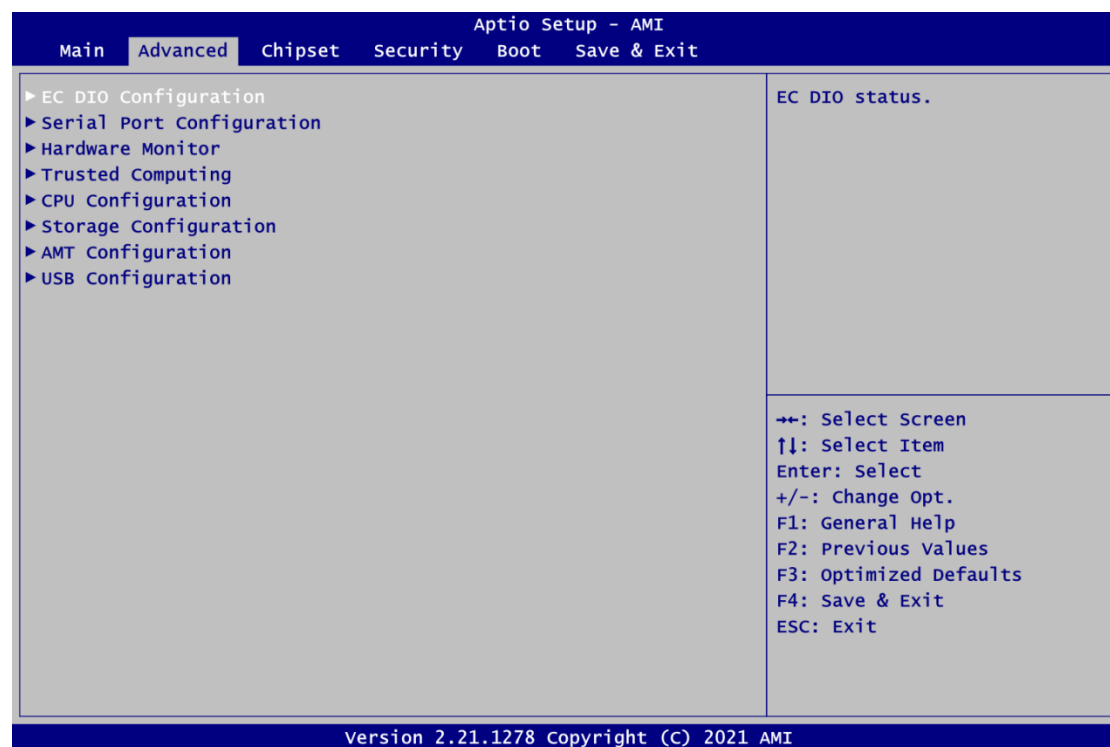 Aptio Setup – AMI
Main Advanced Chipset Security Boot Save & Exit
▶ EC DIO Configuration
▶ Serial Port Configuration
▶ Hardware Monitor
▶ Trusted Computing
▶ CPU Configuration
▶ Storage Configuration
▶ AMT Configuration
▶ USB Configuration
EC DIO status.
→←: Select Screen
↑↓: Select Item
Enter: Select
+/-: Change Opt.
F1: General Help
F2: Previous Values
F3: Optimized Defaults
F4: Save & Exit
ESC: Exit
Version 2.21.1278 Copyright (C) 2021 AMI